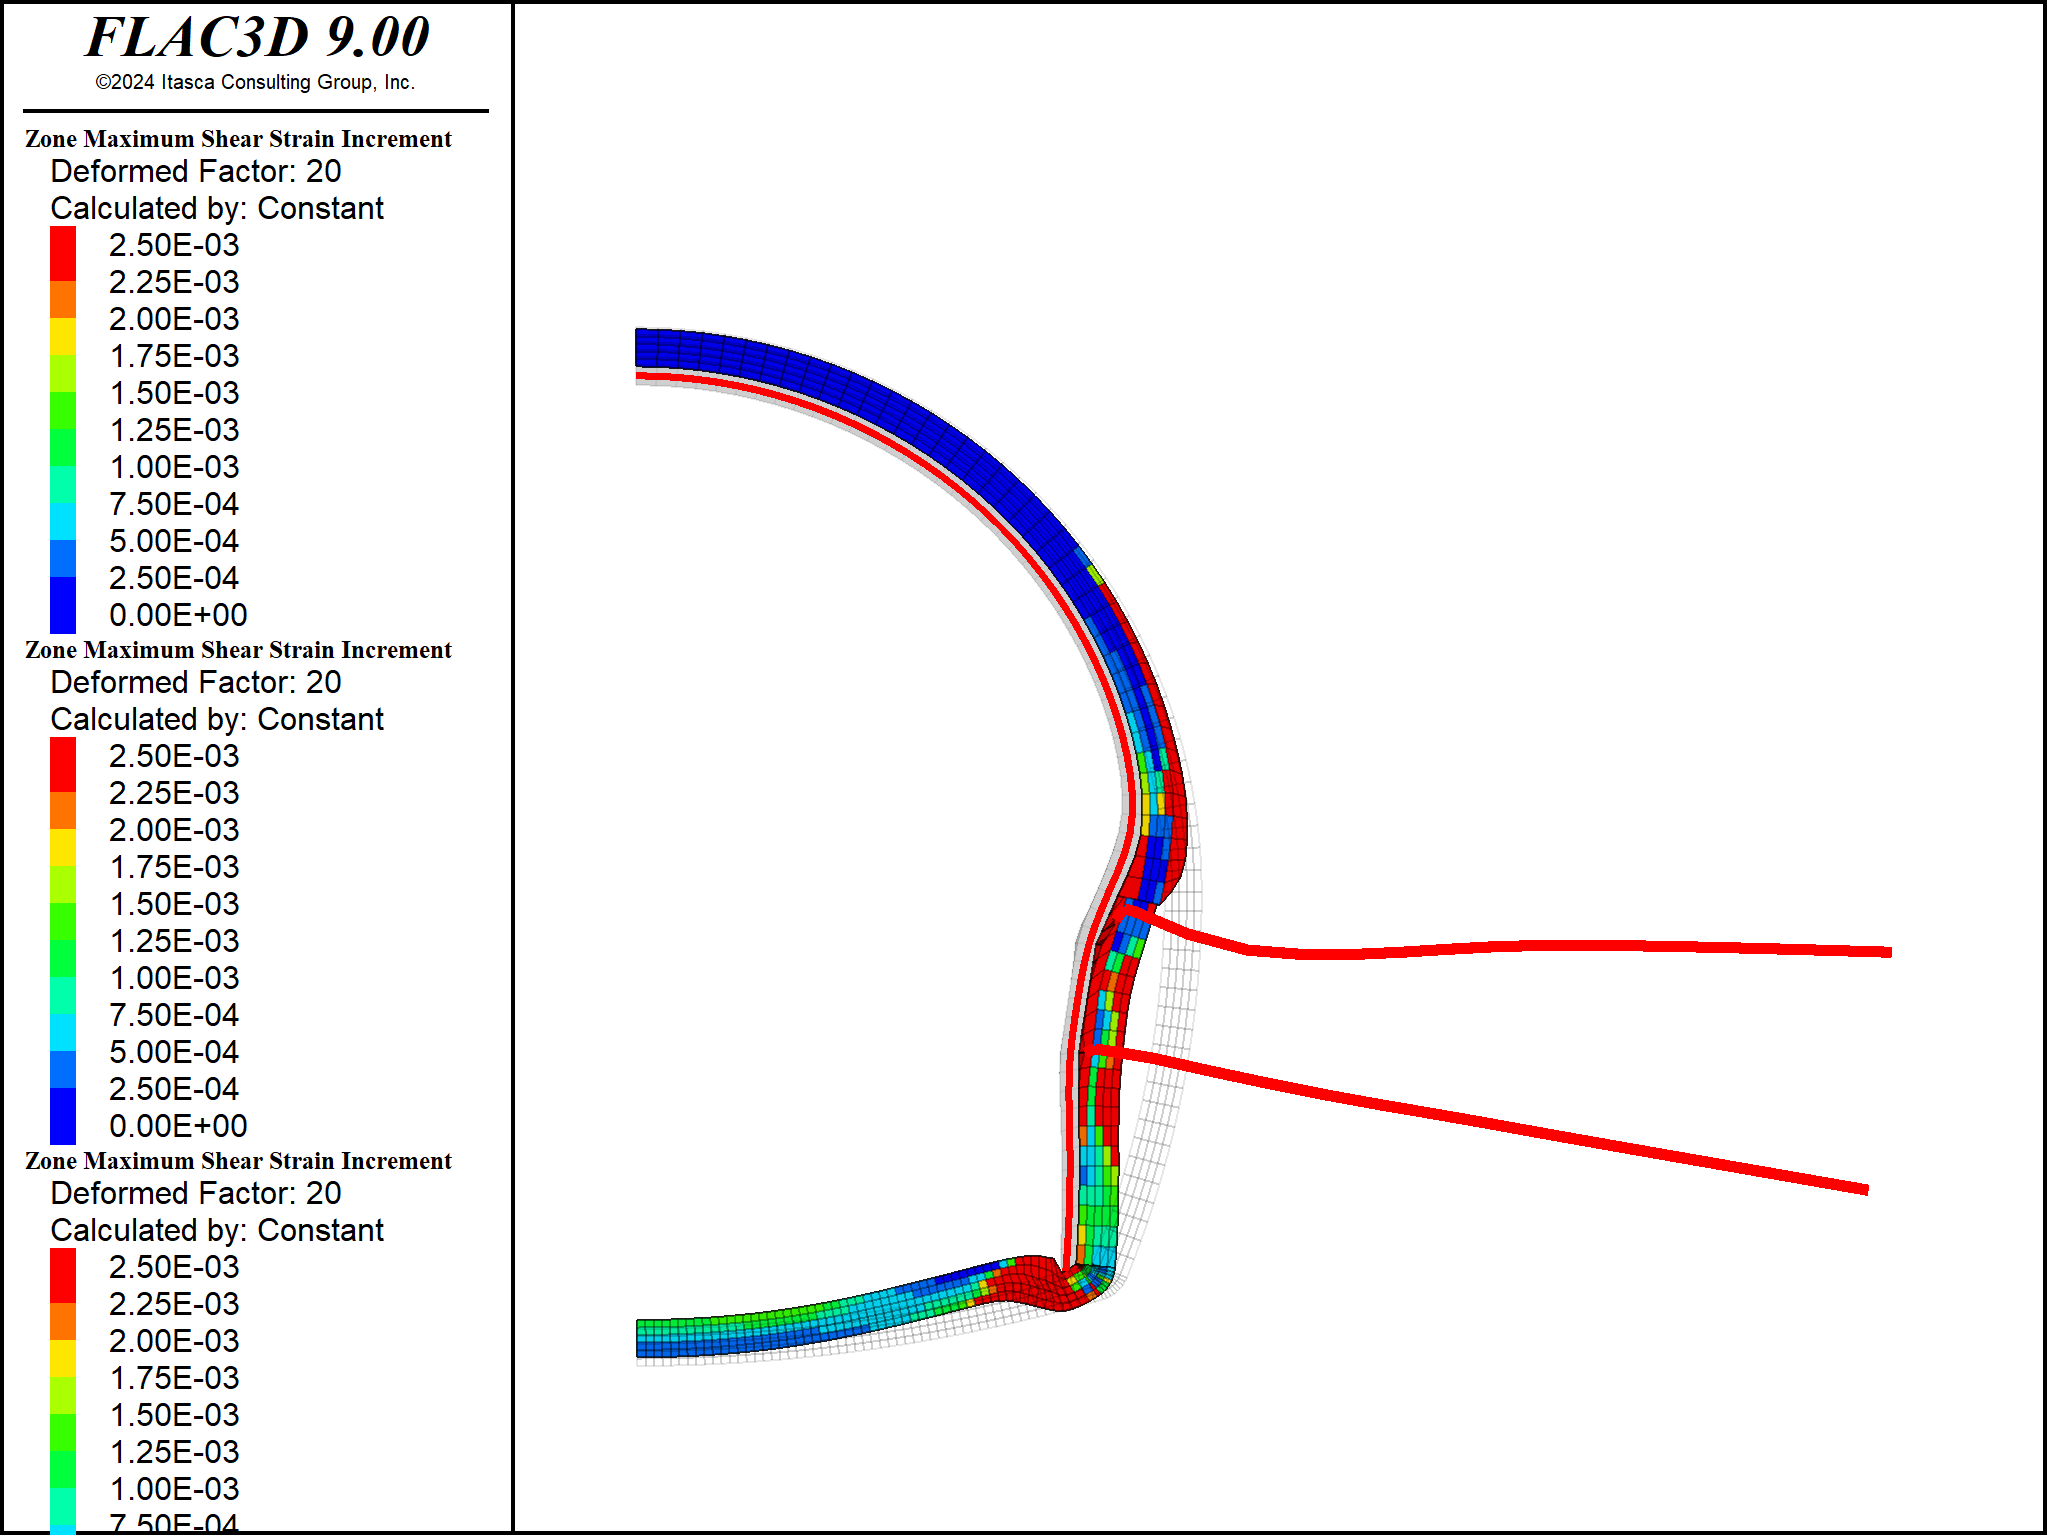 FLAC3D 9.00
©2024 Itasca Consulting Group, Inc.
Zone Maximum Shear Strain Increment
Deformed Factor: 20
Calculated by: Constant
2.50E-03
2.25E-03
2.00E-03
1.75E-03
1.50E-03
1.25E-03
1.00E-03
7.50E-04
5.00E-04
2.50E-04
0.00E+00
Zone Maximum Shear Strain Increment
Deformed Factor: 20
Calculated by: Constant
2.50E-03
2.25E-03
2.00E-03
1.75E-03
1.50E-03
1.25E-03
1.00E-03
7.50E-04
5.00E-04
2.50E-04
0.00E+00
Zone Maximum Shear Strain Increment
Deformed Factor: 20
Calculated by: Constant
2.50E-03
2.25E-03
2.00E-03
1.75E-03
1.50E-03
1.25E-03
1.00E-03
7.50E-04